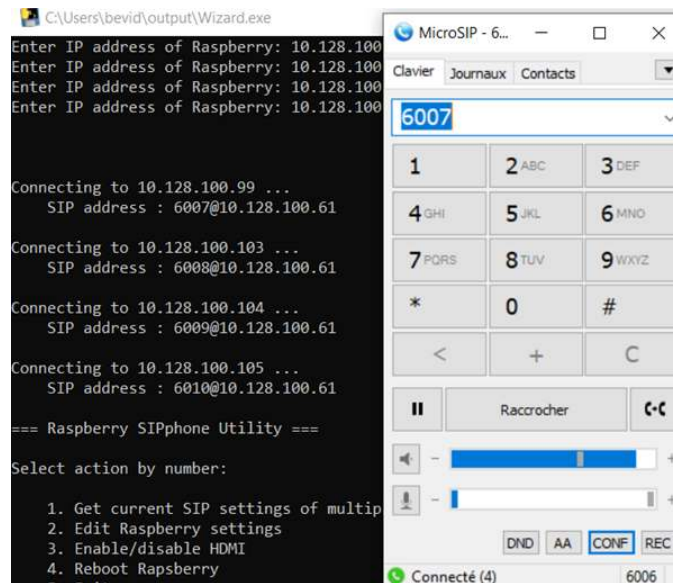 C:\Users\bevid\output\Wizard.exe
Enter IP address of Raspberry: 10.128.100
Enter IP address of Raspberry: 10.128.100
Enter IP address of Raspberry: 10.128.100
Enter IP address of Raspberry: 10.128.100
Connecting to 10.128.100.99 ...
SIP address : 6007@10.128.100.61
Connecting to 10.128.100.103 ...
SIP address : 6008@10.128.100.61
Connecting to 10.128.100.104 ...
SIP address : 6009@10.128.100.61
Connecting to 10.128.100.105 ...
SIP address : 6010@10.128.100.61
=== Raspberry SIPphone Utility ===
Select action by number:
1. Get current SIP settings of multip
2. Edit Raspberry settings
3. Enable/disable HDMI
4. Reboot Rapsberry
MicroSIP - 6...
Clavier Journaux Contacts
6007
1 2 ABC 3 DEF
4 GHI 5 JKL 6 MNO
7 PQRS 8 TUV 9 WXYZ
* 0 #
< + C
Raccrocher
- +
- +
DND AA CONF REC
Connecté (4) 6006